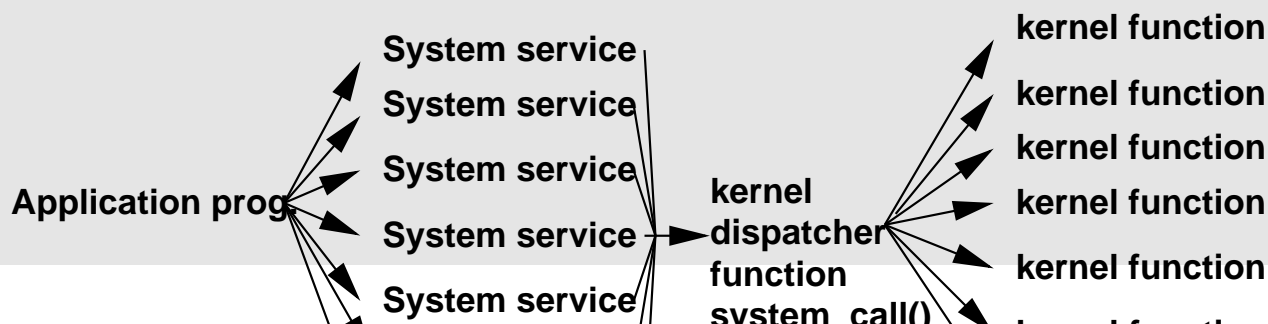 Application prog.
System service
System service
System service
System service
System service
kernel
dispatcher
function
system_call()
kernel function
kernel function
kernel function
kernel function
kernel function